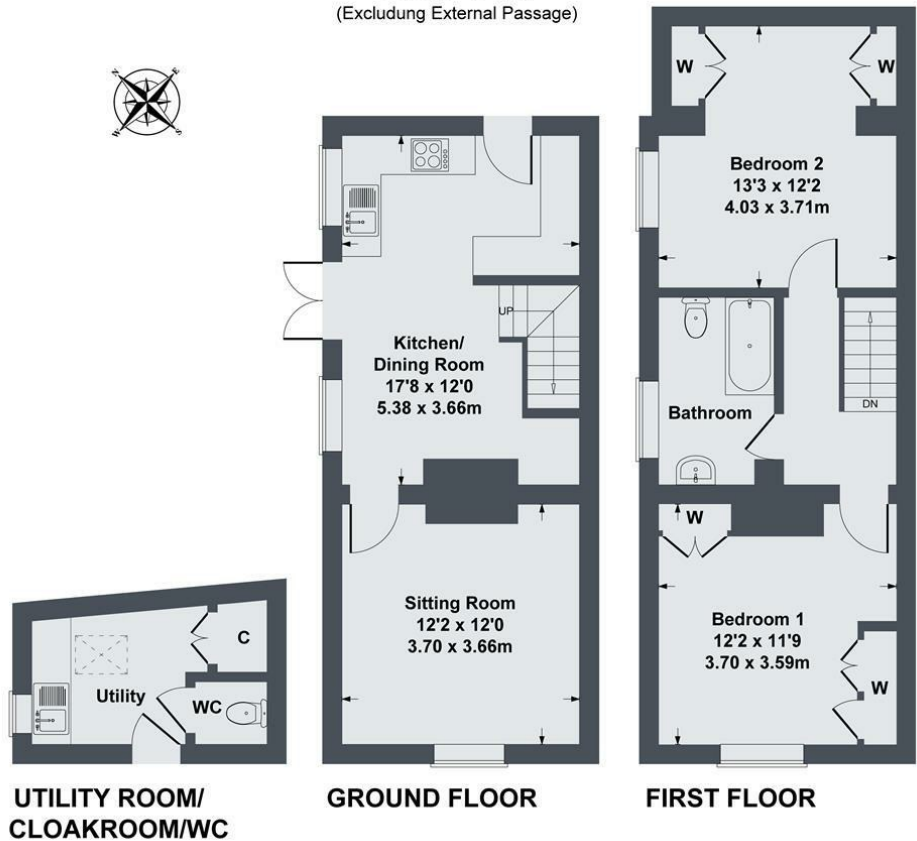 (Excludung External Passage)
N
E
W
S
W
W
Bedroom 2
13'3 x 12'2
4.03 x 3.71m
UP
Kitchen/
Dining Room
17'8 x 12'0
5.38 x 3.66m
Bathroom
DN
W
Sitting Room
12'2 x 12'0
3.70 x 3.66m
Bedroom 1
12'2 x 11'9
3.70 x 3.59m
W
C
Utility
WC
UTILITY ROOM/
CLOAKROOM/WC
GROUND FLOOR
FIRST FLOOR